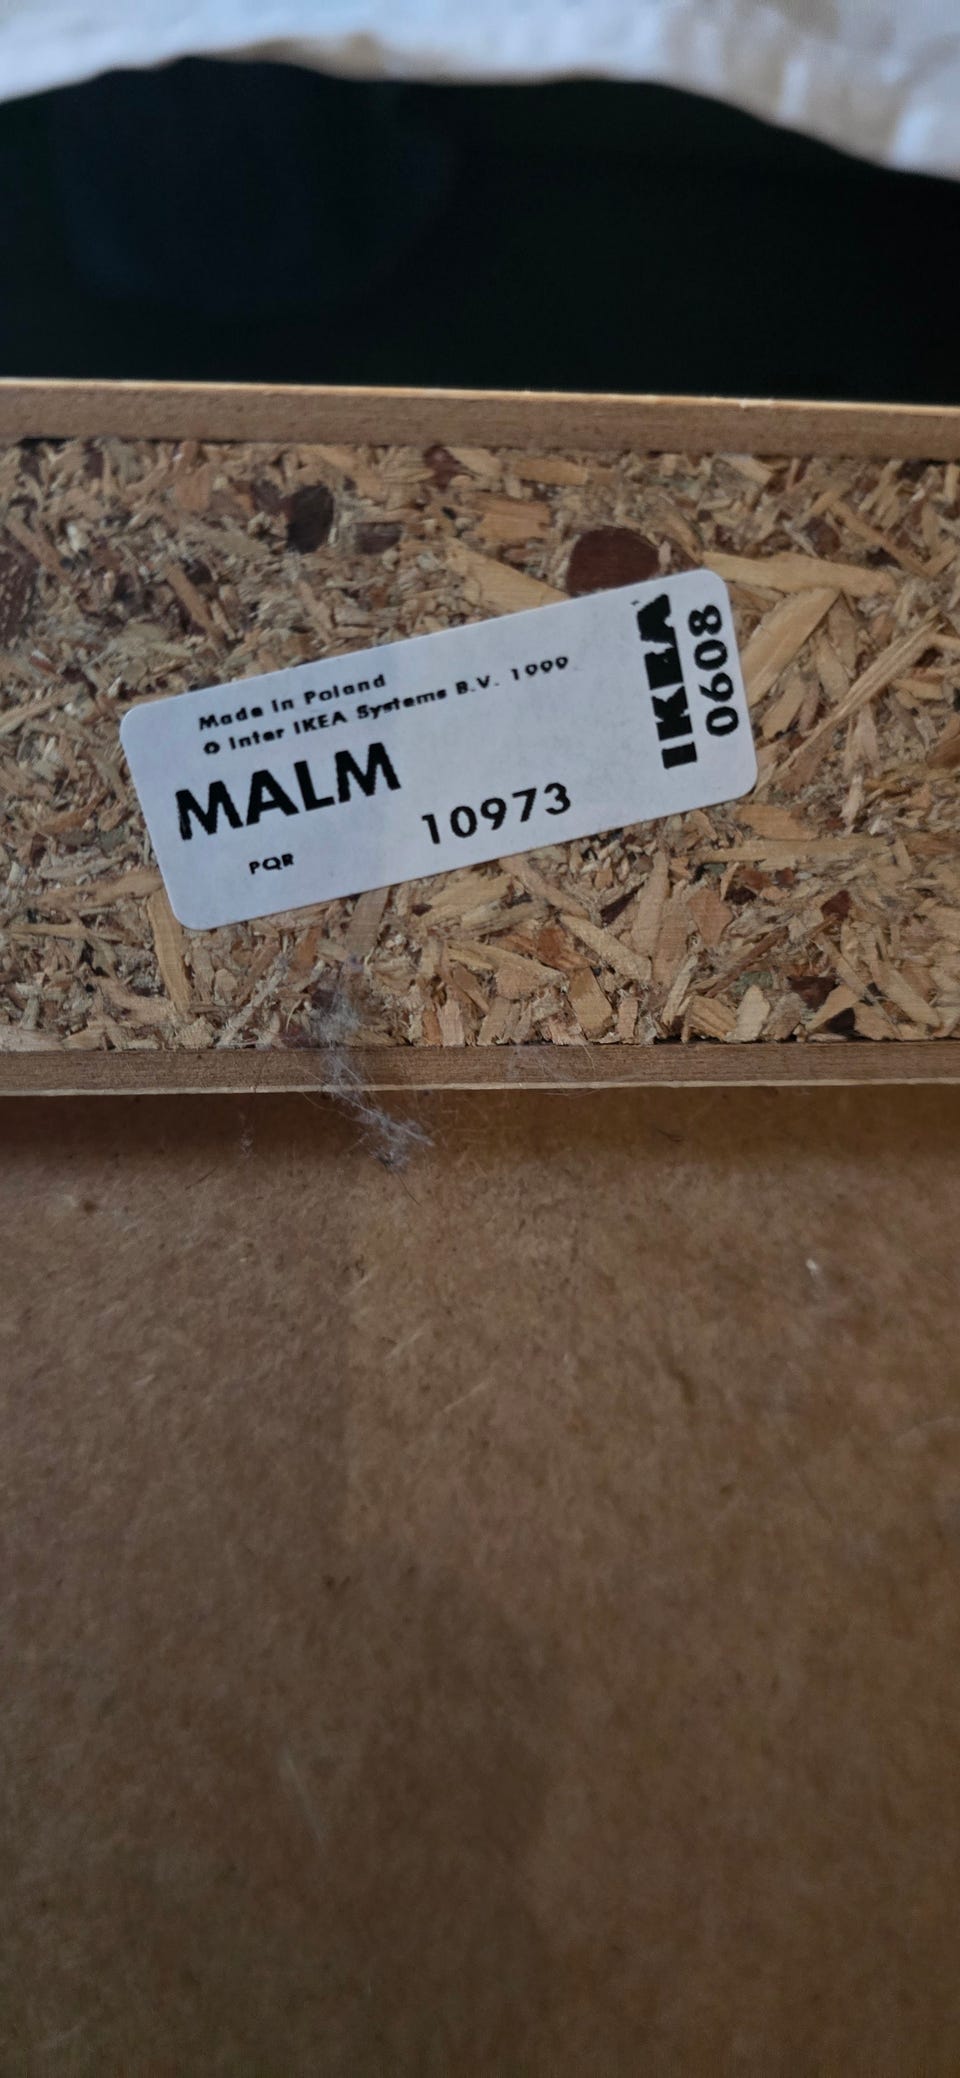 Made in Poland
© Inter IKEA Systems B.V. 1999
MALM
10973
PQR
IKEA
0608